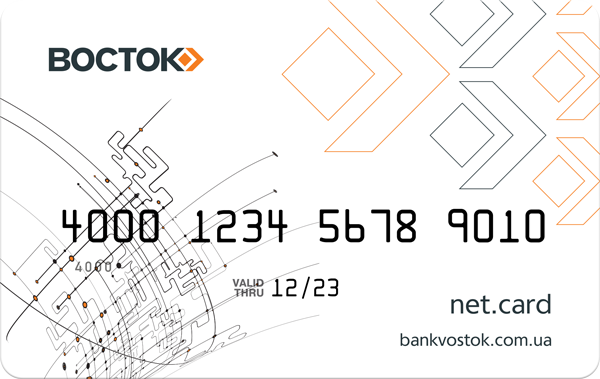 ВОСТОК
4000 1234 5678 9010
4000
VALID
THRU 12/23
net.card
bankvostok.com.ua